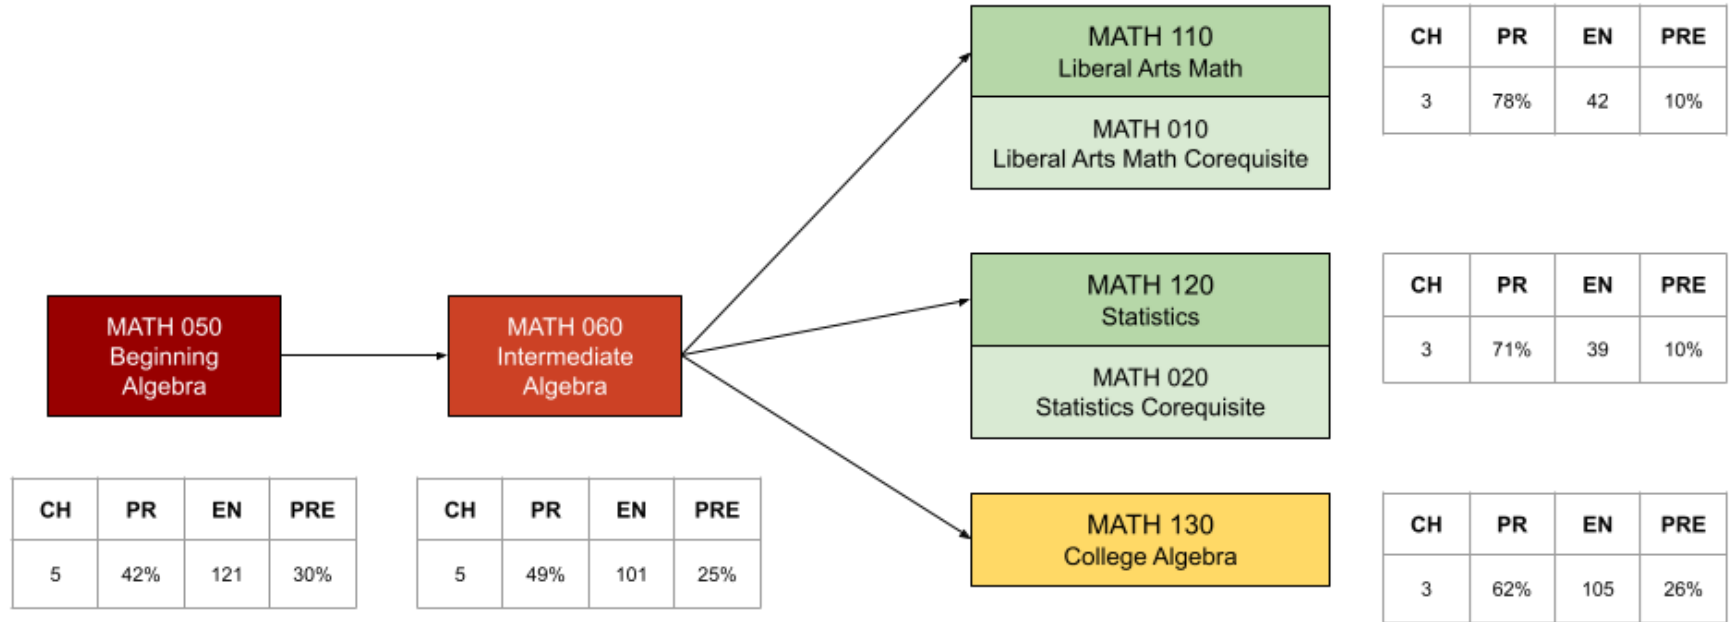 MATH 110
Liberal Arts Math
MATH 010
Liberal Arts Math Corequisite
CH PR EN PRE
3 78% 42 10%
MATH 120
Statistics
MATH 020
Statistics Corequisite
CH PR EN PRE
3 71% 39 10%
MATH 050
Beginning
Algebra
CH PR EN PRE
5 42% 121 30%
MATH 060
Intermediate
Algebra
CH PR EN PRE
5 49% 101 25%
MATH 130
College Algebra
CH PR EN PRE
3 62% 105 26%